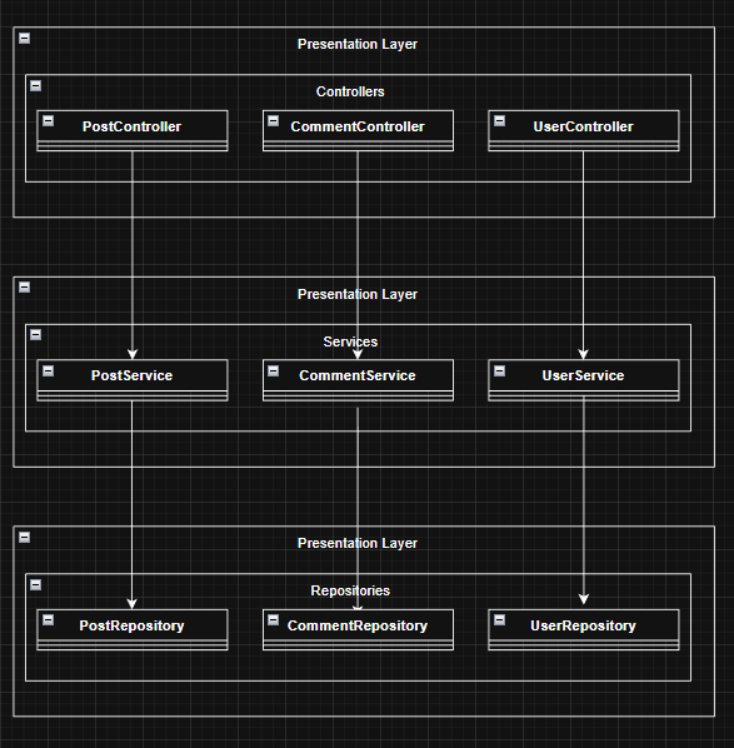 Presentation Layer
Controllers
PostController
CommentController
UserController
Presentation Layer
Services
PostService
CommentService
UserService
Presentation Layer
Repositories
PostRepository
CommentRepository
UserRepository